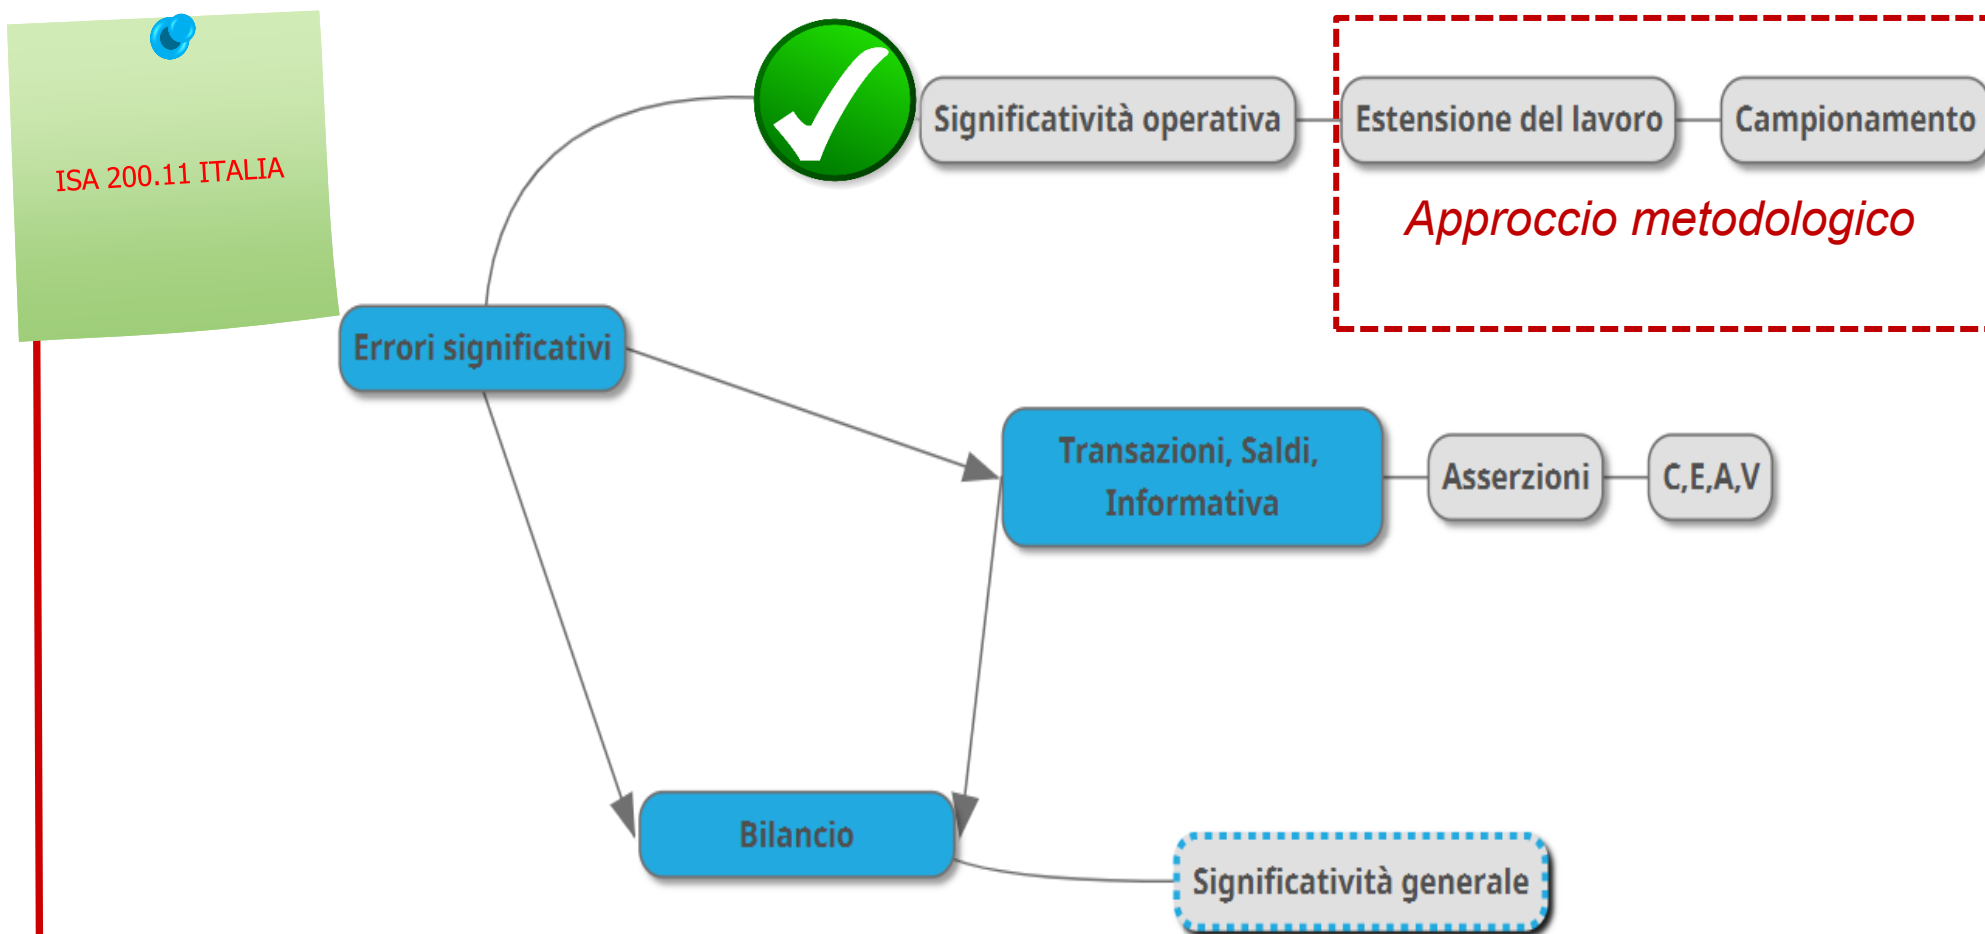 ISA 200.11 ITALIA
Significatività operativa
Estensione del lavoro
Campionamento
Approccio metodologico
Errori significativi
Transazioni, Saldi,
Informativa
Asserzioni
C,E,A,V
Bilancio
Significatività generale